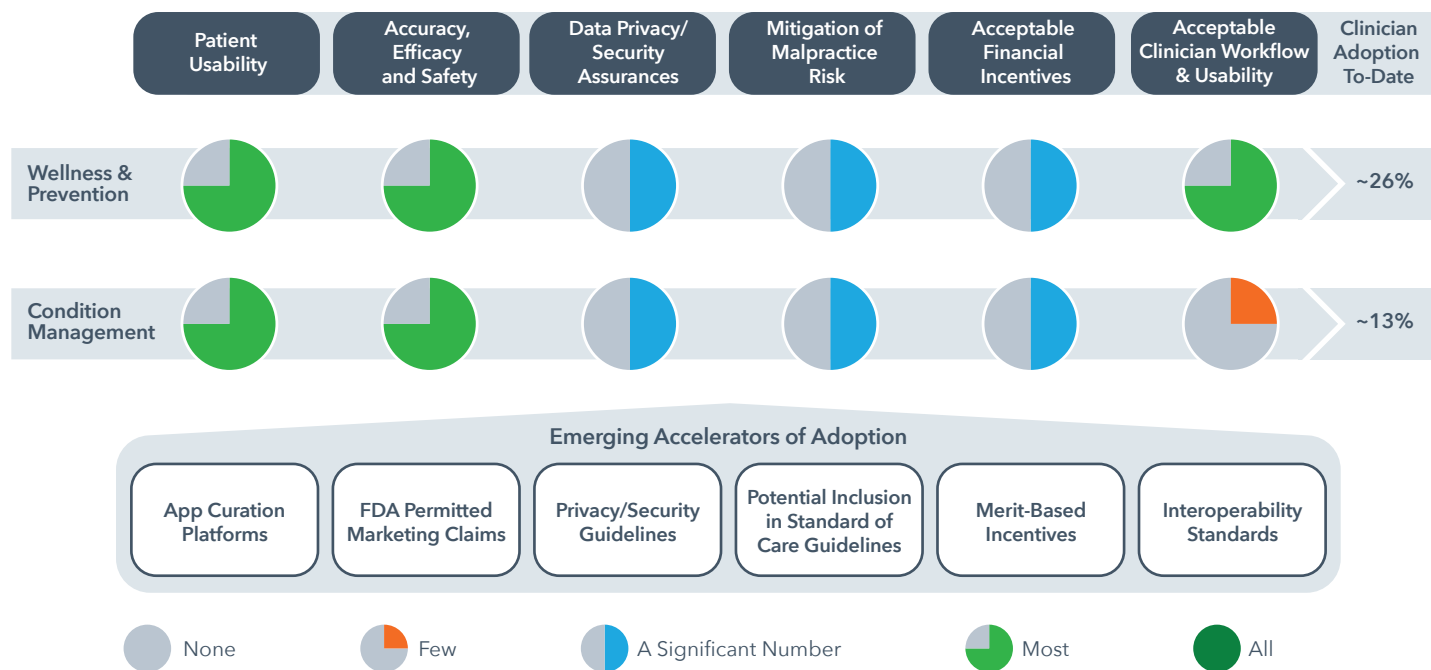 Patient
Usability
Accuracy,
Efficacy
and Safety
Data Privacy/
Security
Assurances
Mitigation of
Malpractice
Risk
Acceptable
Financial
Incentives
Acceptable
Clinician Workflow
& Usability
Clinician
Adoption
To-Date
Wellness &
Prevention
~26%
Condition
Management
~13%
Emerging Accelerators of Adoption
App Curation
Platforms
FDA Permitted
Marketing Claims
Privacy/Security
Guidelines
Potential Inclusion
in Standard of
Care Guidelines
Merit-Based
Incentives
Interoperability
Standards
None
Few
A Significant Number
Most
All